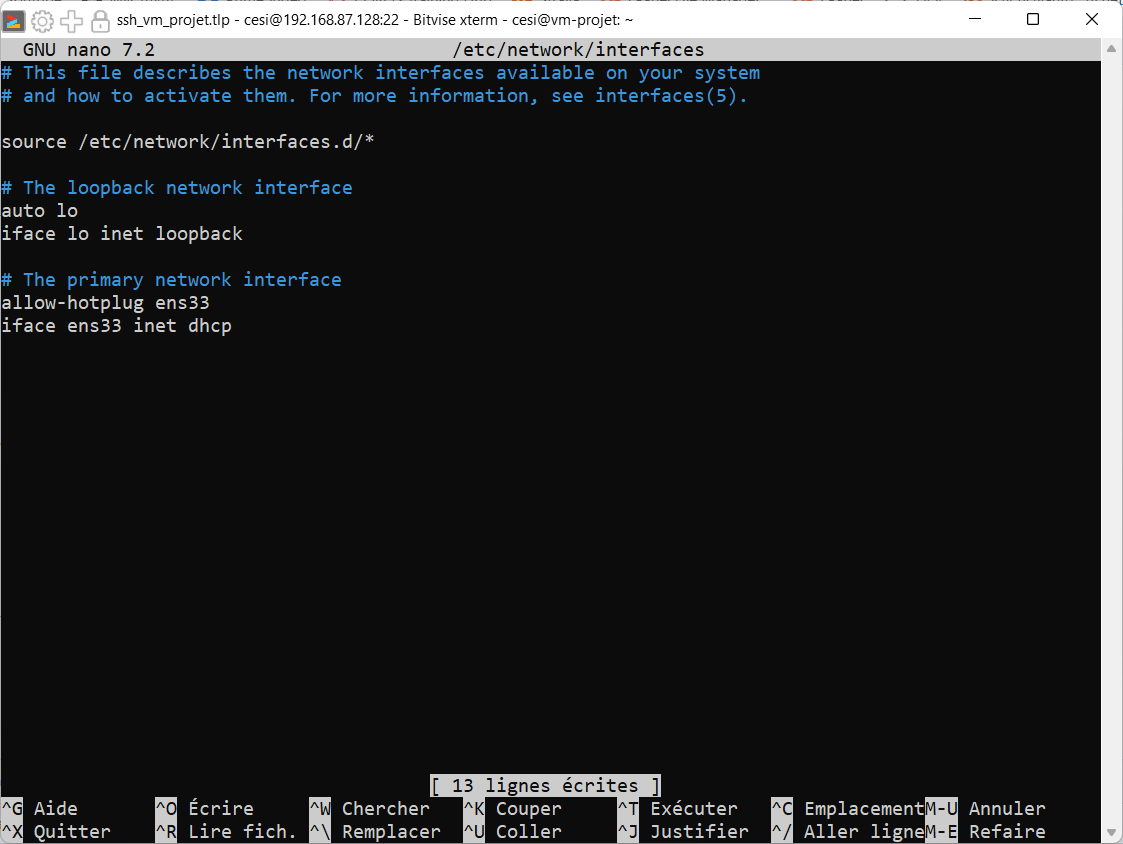 ssh_vm_projet.tlp - cesi@192.168.87.128:22 - Bitvise xterm - cesi@vm-projet: ~
GNU nano 7.2 /etc/network/interfaces
# This file describes the network interfaces available on your system
# and how to activate them. For more information, see interfaces(5).
source /etc/network/interfaces.d/*
# The loopback network interface
auto lo
iface lo inet loopback
# The primary network interface
allow-hotplug ens33
iface ens33 inet dhcp
[ 13 lignes écrites ]
^G Aide ^O Écrire ^W Chercher ^K Couper ^T Exécuter ^C Emplacement M-U Annuler
^X Quitter ^R Lire fich. ^\ Remplacer ^U Coller ^J Justifier ^/ Aller ligne M-E Refaire